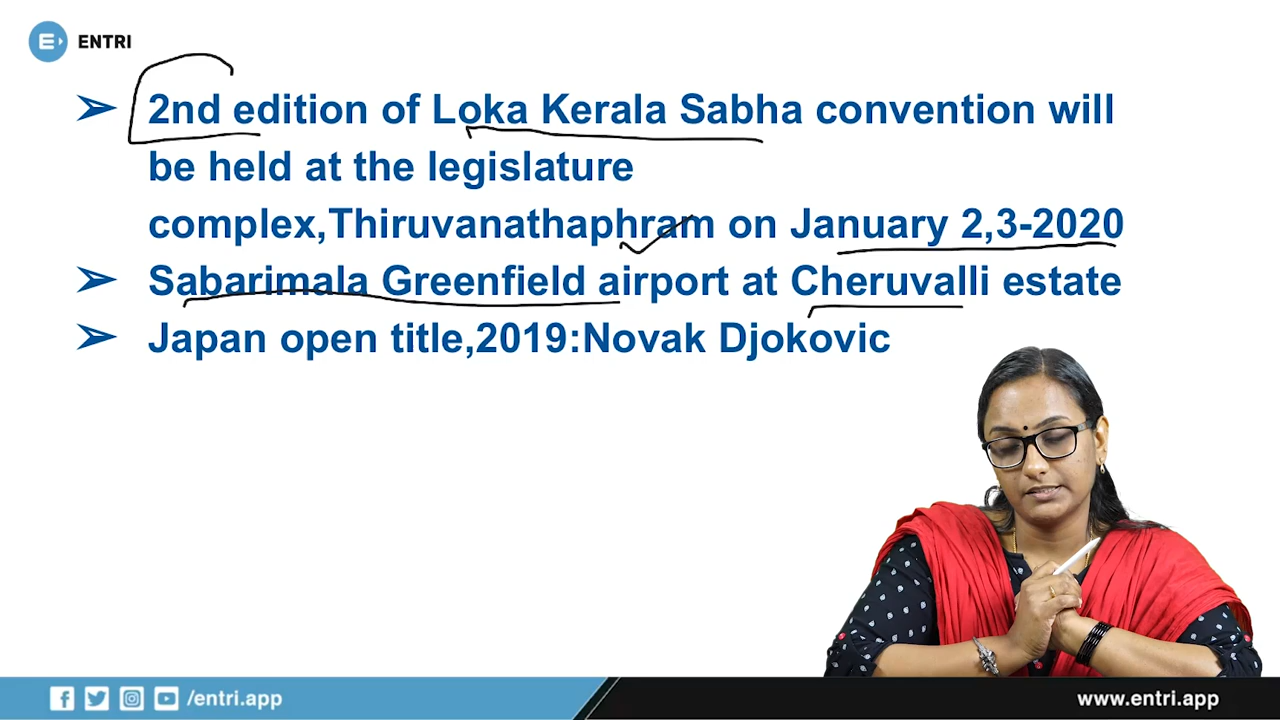 ENTRI
➢ 2nd edition of Loka Kerala Sabha convention will
be held at the legislature
complex,Thiruvanathaphram on January 2,3-2020
➢ Sabarimala Greenfield airport at Cheruvalli estate
➢ Japan open title,2019:Novak Djokovic
/entri.app
www.entri.app